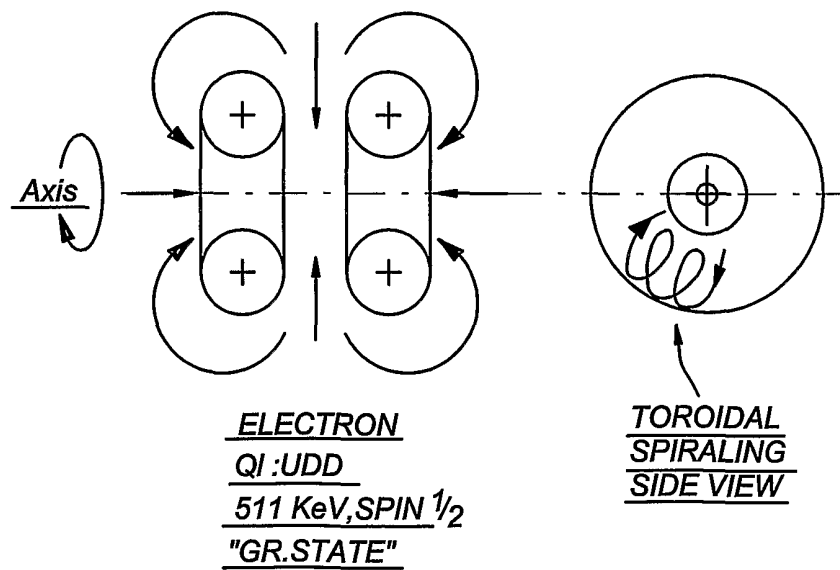 Axis
ELECTRON
QI :UDD
511 KeV,SPIN 1/2
"GR.STATE"
TOROIDAL
SPIRALING
SIDE VIEW